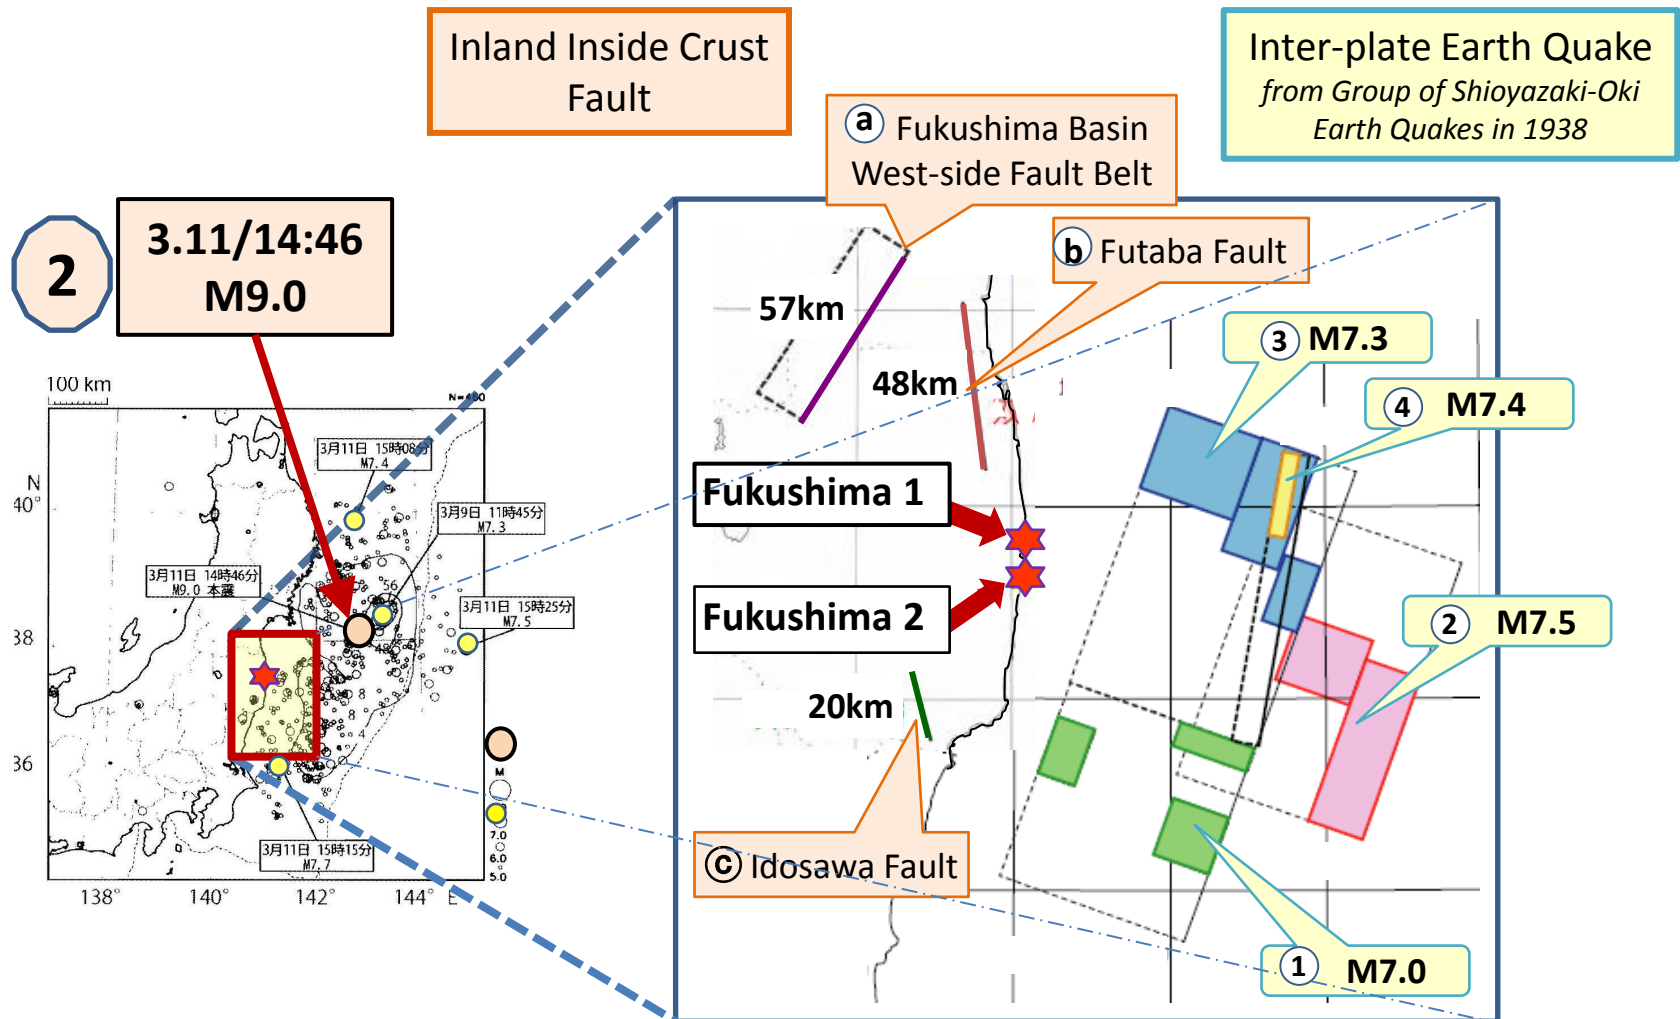 Inland Inside Crust
Fault
Inter-plate Earth Quake
from Group of Shioyazaki-Oki
Earth Quakes in 1938
a Fukushima Basin
West-side Fault Belt
2
3.11/14:46
M9.0
b Futaba Fault
57km
48km
3 M7.3
4 M7.4
100 km
N=460
3月11日 15時08分
M7.4
N
40°
3月9日 11時45分
M7.3
Fukushima 1
3月11日 14時46分
M9.0 本震
56
3月11日 15時25分
M7.5
Fukushima 2
2 M7.5
38
20km
36
M
7.0
6.0
5.0
3月11日 15時15分
M7.7
c Idosawa Fault
138°
140°
142°
144°
E
1 M7.0